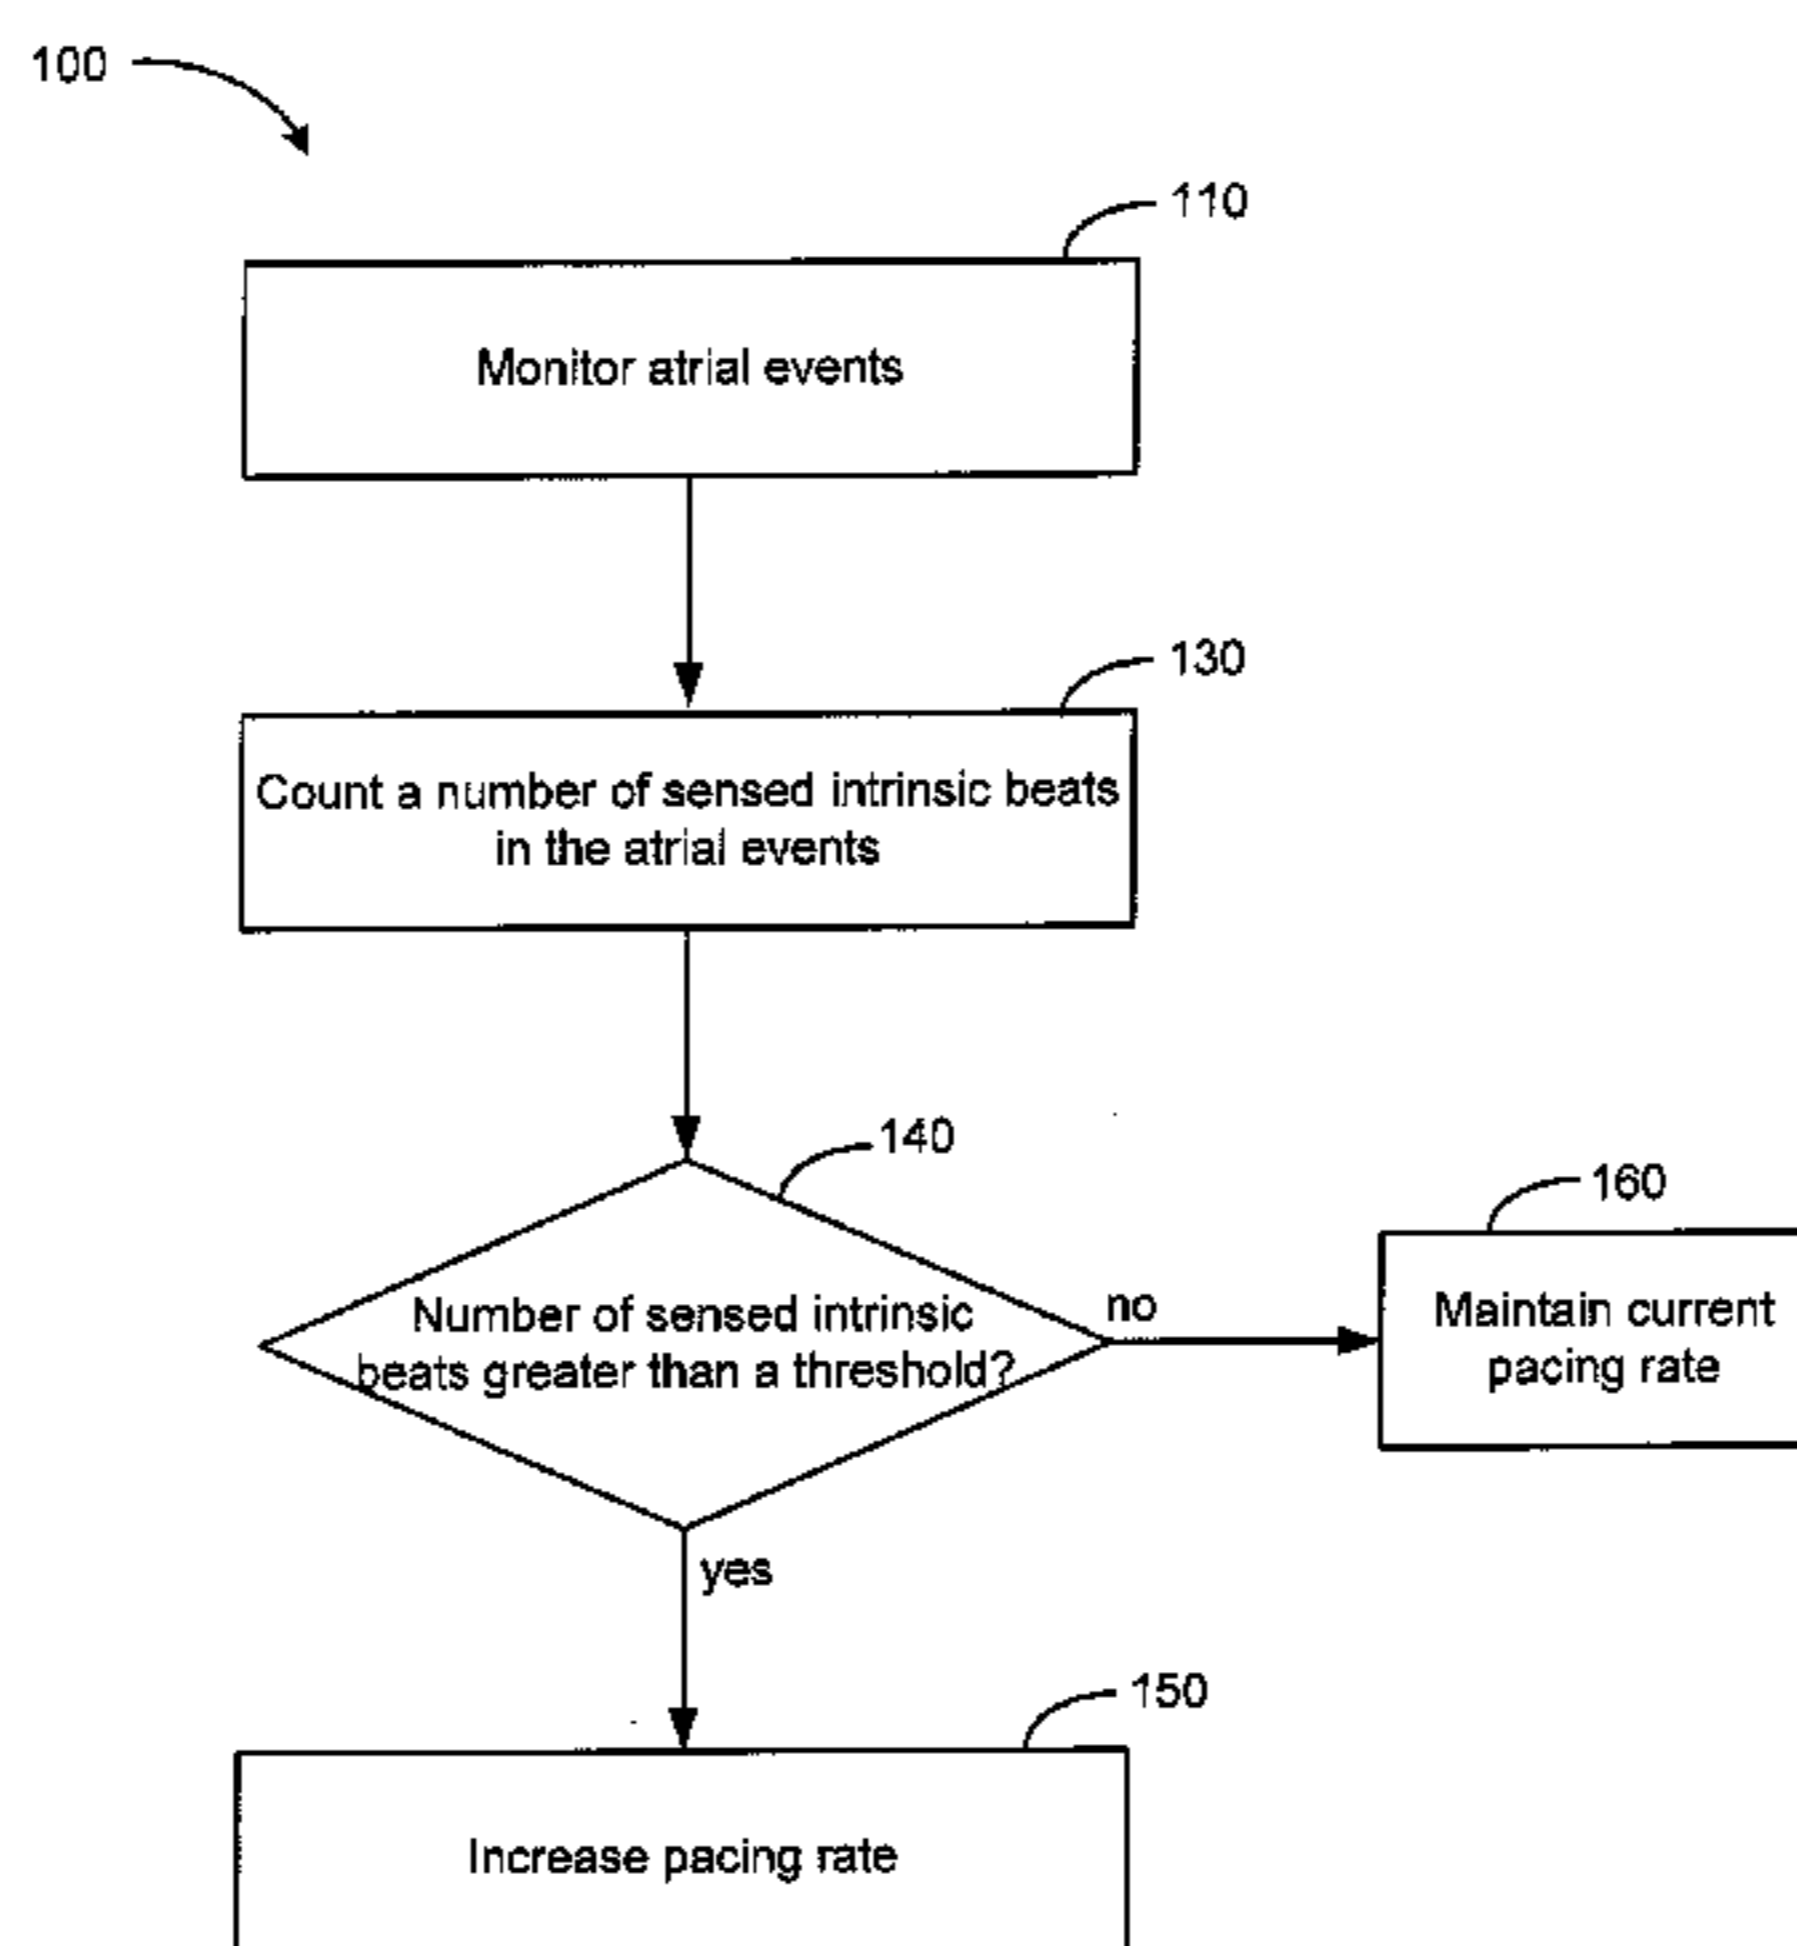 100
110
Monitor atrial events
130
Count a number of sensed intrinsic beats
in the atrial events
140
Number of sensed intrinsic
beats greater than a threshold?
no
160
Maintain current
pacing rate
yes
150
Increase pacing rate